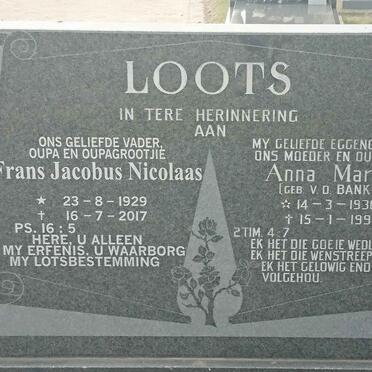 LOOTS
IN TERE HERINNERING
AAN
ONS GELIEFDE VADER,
OUPA EN OUPAGROOTJIE
Frans Jacobus Nicolaas
★ 23-8-1929
✝ 16-7-2017
PS. 16 : 5
HERE, U ALLEEN
MY ERFENIS, U WAARBORG
MY LOTSBESTEMMING
MY GELIEFDE EGGENO
ONS MOEDER EN OU
Anna Mar
(GEB. V.D. BANK
☆ 14-3-193
✝ 15-1-199
2 TIM. 4:7
EK HET DIE GOEIE WEDL
EK HET DIE WENSTREEP
EK HET GELOWIG END
VOLGEHOU.